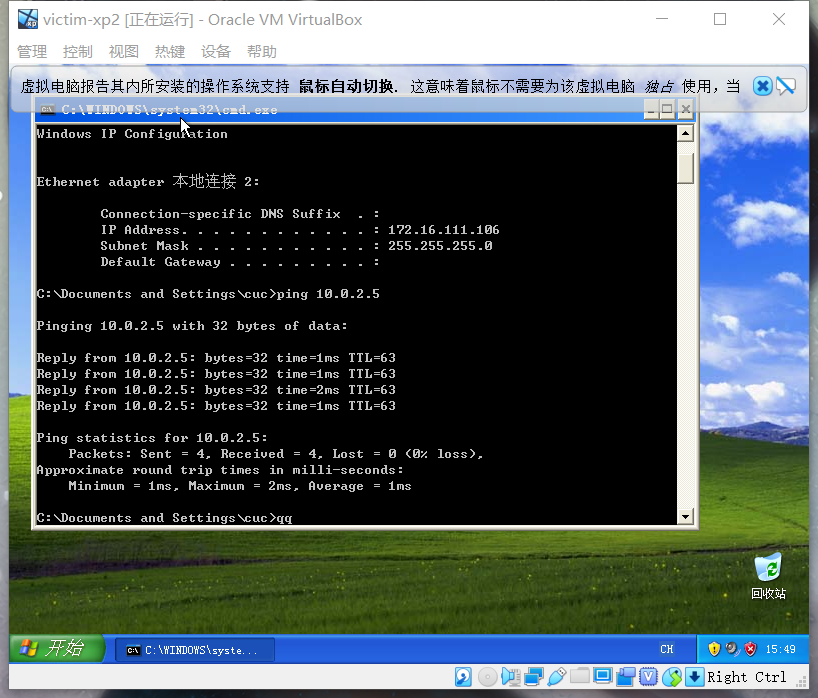 victim-xp2 [正在运行] - Oracle VM VirtualBox
管理 控制 视图 热键 设备 帮助
虚拟电脑报告其内所安装的操作系统支持 鼠标自动切换. 这意味着鼠标不需要为该虚拟电脑 独占 使用，当
C:\WINDOWS\system32\cmd.exe
Windows IP Configuration
Ethernet adapter 本地连接 2:
Connection-specific DNS Suffix  . :
IP Address. . . . . . . . . . . . : 172.16.111.106
Subnet Mask . . . . . . . . . . . : 255.255.255.0
Default Gateway . . . . . . . . . :
C:\Documents and Settings\cuc>ping 10.0.2.5
Pinging 10.0.2.5 with 32 bytes of data:
Reply from 10.0.2.5: bytes=32 time=1ms TTL=63
Reply from 10.0.2.5: bytes=32 time=1ms TTL=63
Reply from 10.0.2.5: bytes=32 time=2ms TTL=63
Reply from 10.0.2.5: bytes=32 time=1ms TTL=63
Ping statistics for 10.0.2.5:
Packets: Sent = 4, Received = 4, Lost = 0 (0% loss),
Approximate round trip times in milli-seconds:
Minimum = 1ms, Maximum = 2ms, Average = 1ms
C:\Documents and Settings\cuc>qq
回收站
开始 C:\WINDOWS\syste... CH 15:49
Right Ctrl